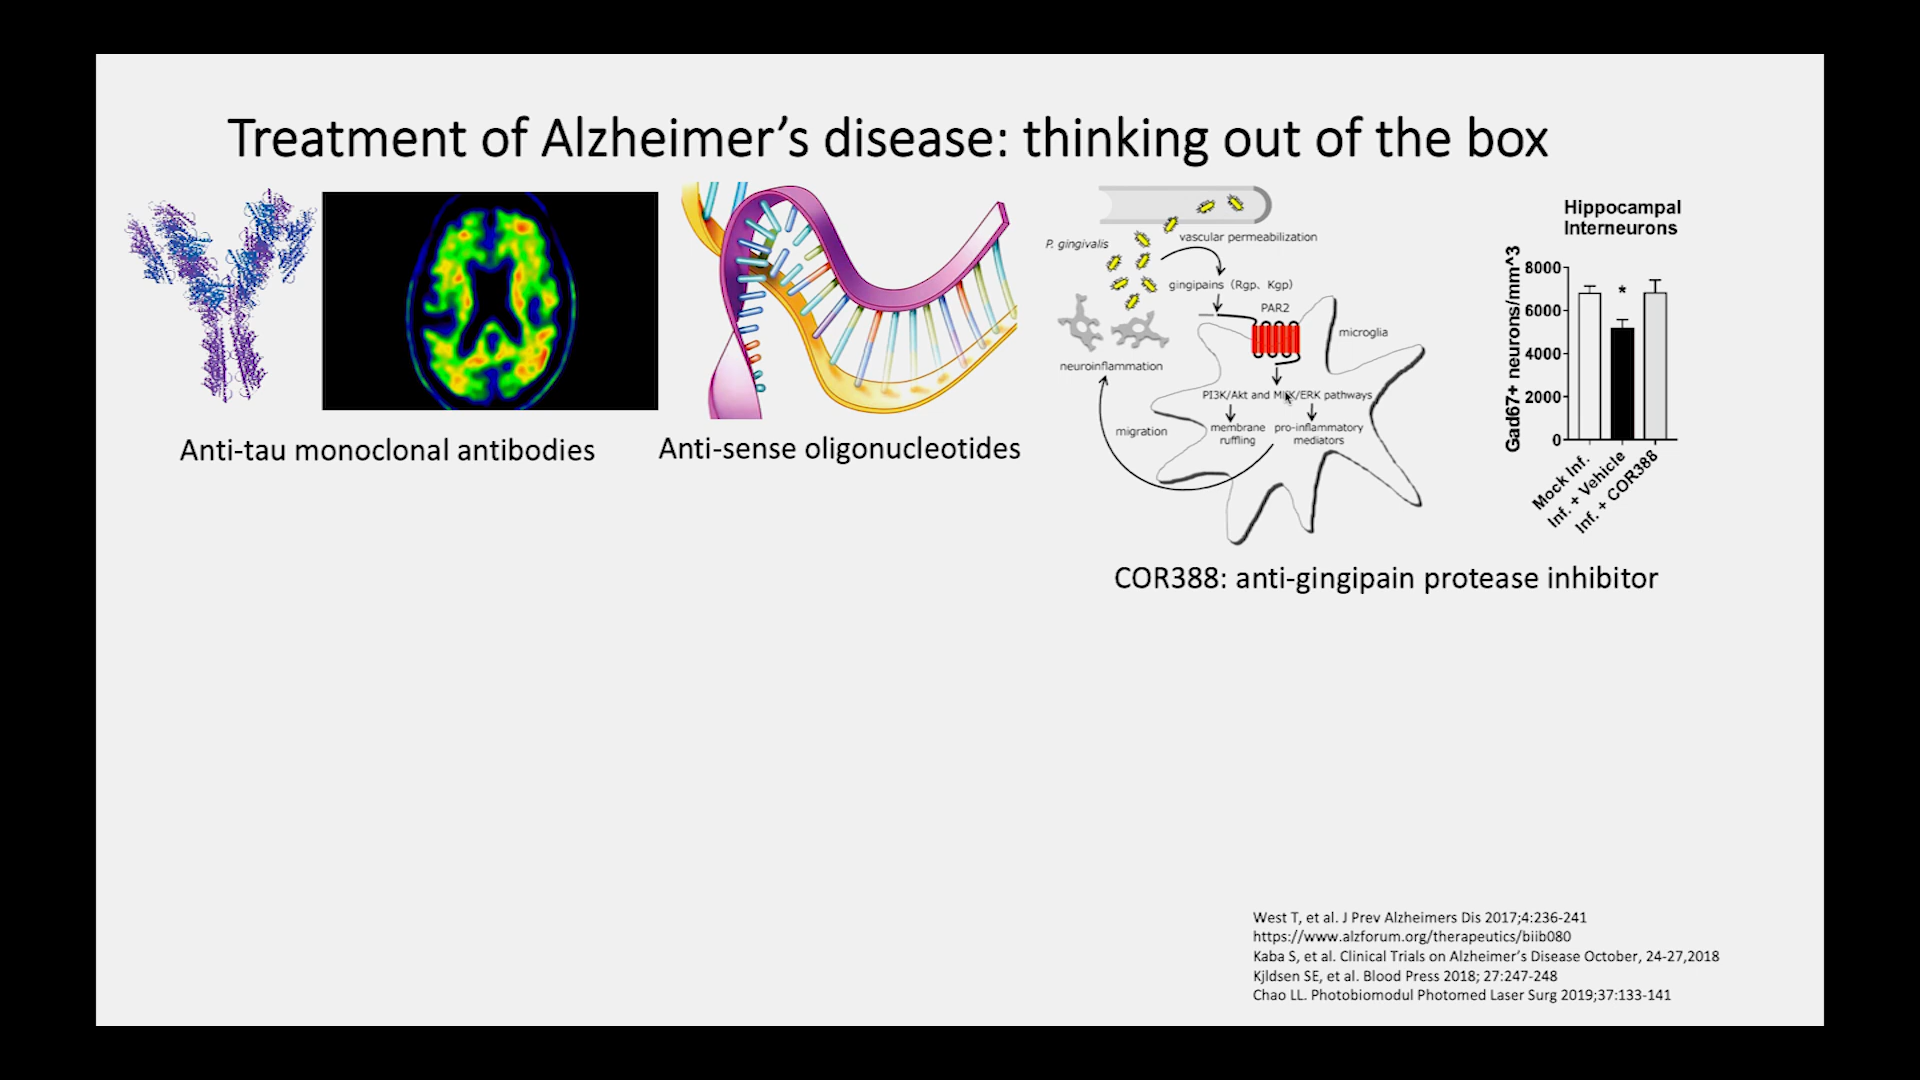 Treatment of Alzheimer’s disease: thinking out of the box
Anti-tau monoclonal antibodies
Anti-sense oligonucleotides
P. gingivalis
vascular permeabilization
gingipains (Rgp、Kgp)
PAR2
microglia
neuroinflammation
PI3K/Akt and MEK/ERK pathways
migration
membrane
ruffling
pro-inflammatory
mediators
COR388: anti-gingipain protease inhibitor
Hippocampal
Interneurons
Gad67+ neurons/mm^3
8000
6000
4000
2000
0
*
Mock Inf.
Inf. + Vehicle
Inf. + COR388
West T, et al. J Prev Alzheimers Dis 2017;4:236-241
https://www.alzforum.org/therapeutics/biib080
Kaba S, et al. Clinical Trials on Alzheimer’s Disease October, 24-27,2018
Kjldsen SE, et al. Blood Press 2018; 27:247-248
Chao LL. Photobiomodul Photomed Laser Surg 2019;37:133-141